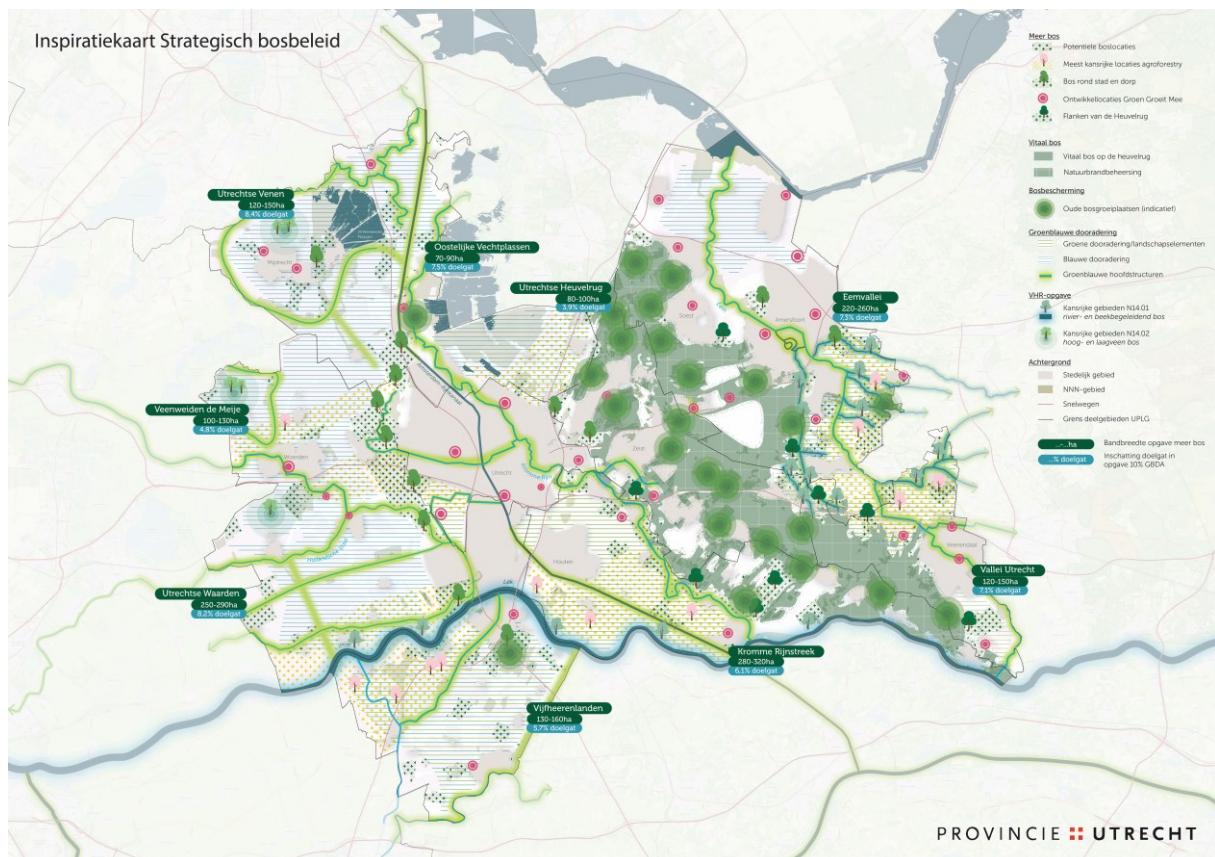 Inspiratiekaart Strategisch bosbeleid
Meer bos
Potentiële boslocaties
Meest kansrijke locaties agroforestry
Bos rond stad en dorp
Ontwikkellocaties Groen Groeit Mee
Flanken van de Heuvelrug
Vitaal bos
Vitaal bos op de heuvelrug
Natuurbrandbeheersing
Bosbescherming
Oude bosgroeiplaatsen (indicatief)
Groenblauwe dooradering
Groene dooradering/landschapselementen
Blauwe dooradering
Groenblauwe hoofdstructuren
VHR-opgave
Kansrijke gebieden N14.01
rivier- en beekbegeleidend bos
Kansrijke gebieden N14.02
hoog- en laagveen bos
Achtergrond
Stedelijk gebied
NNN-gebied
Snelwegen
Grens deelgebieden UPLG
...-...ha
Bandbreedte opgave meer bos
...% doelgat
Inschatting doelgat in
opgave 10% GBDA
Utrechtse Venen
120-150ha
8.4% doelgat
Oostelijke Vechtplassen
70-90ha
7,5% doelgat
Utrechtse Heuvelrug
80-100ha
3.9% doelgat
Eemvallei
220-260ha
7,3% doelgat
Mijdrecht
Soest
Amersfoort
Veenweiden de Meije
100-130ha
4.8% doelgat
Woerden
Utrecht
Zeist
Houten
Veenendaal
Lek
Utrechtse Waarden
250-290ha
8.2% doelgat
Vallei Utrecht
120-150ha
7.1% doelgat
Kromme Rijnstreek
280-320ha
6,1% doelgat
Vijfheerenlanden
130-160ha
5.7% doelgat
PROVINCIE UTRECHT